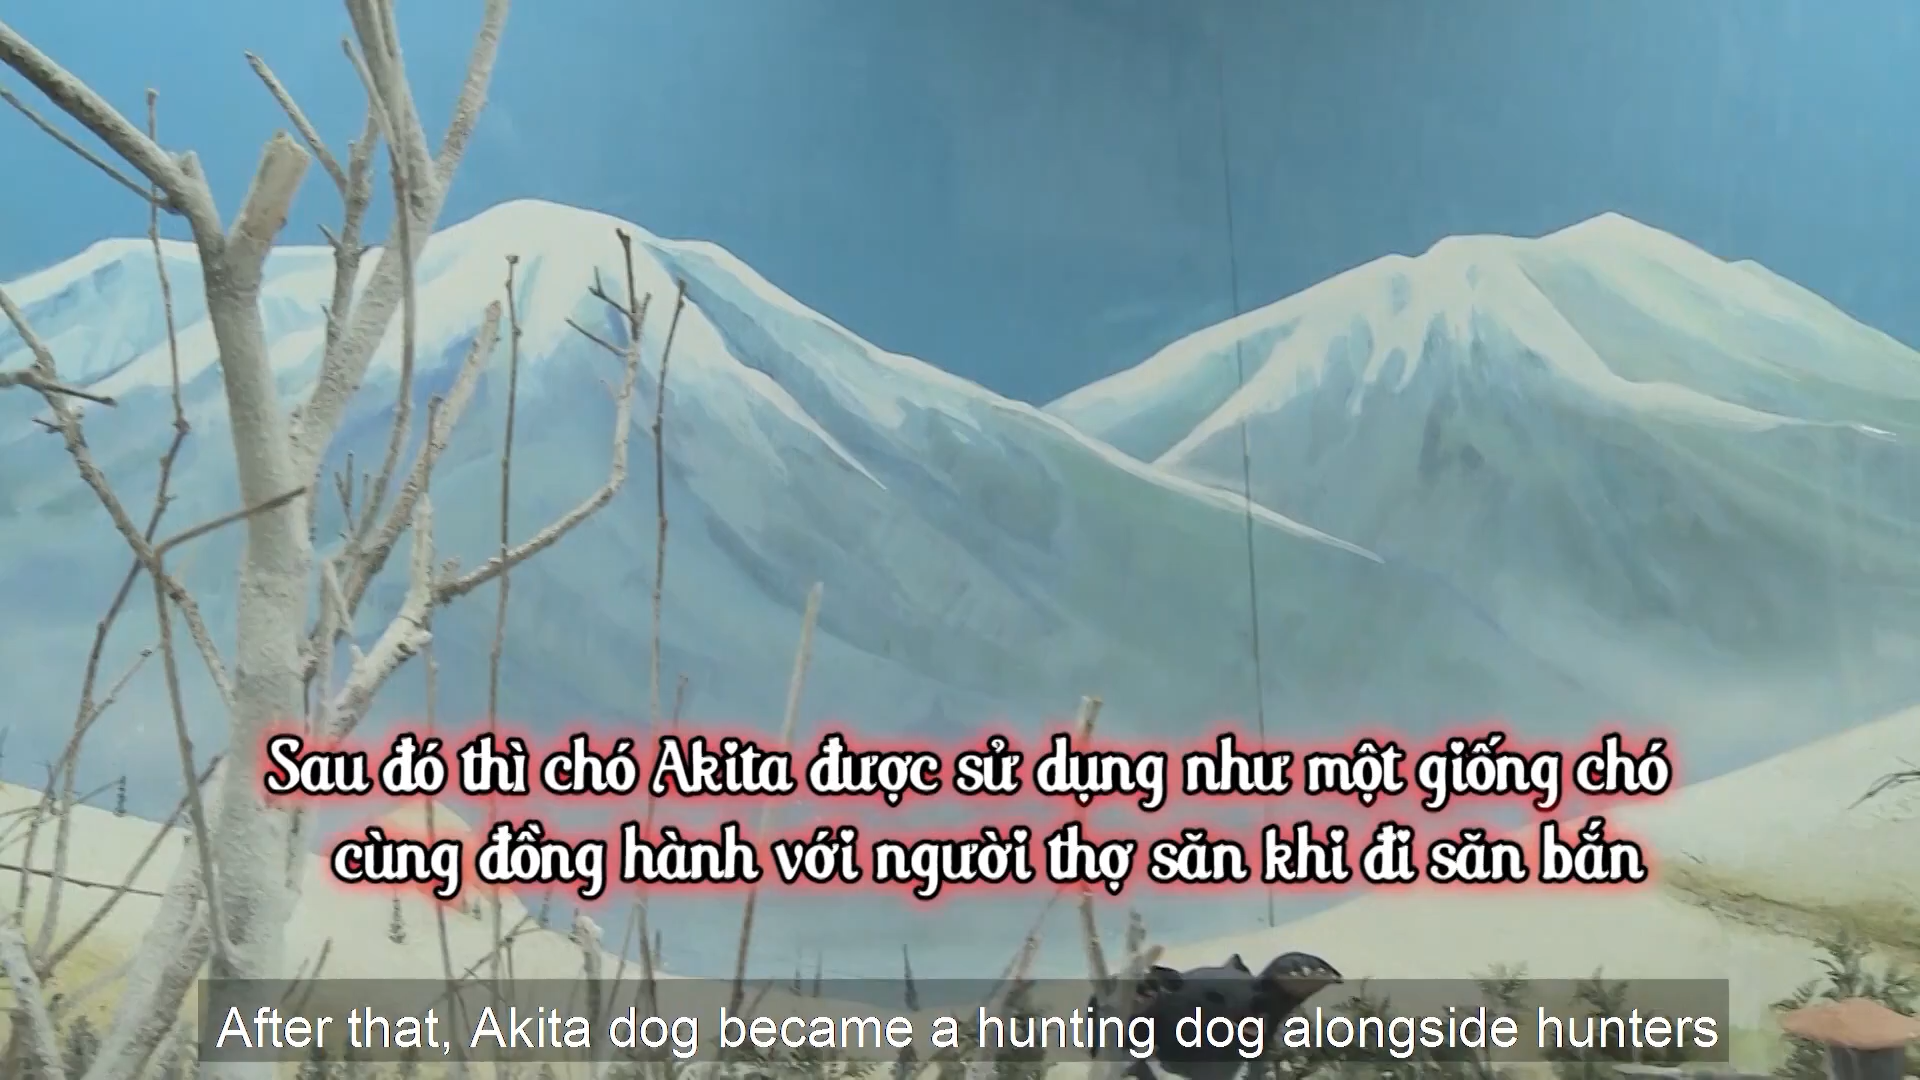 Sau đó thì chó Akita được sử dụng như một giống chó
cùng đồng hành với người thợ săn khi đi săn bắn
After that, Akita dog became a hunting dog alongside hunters